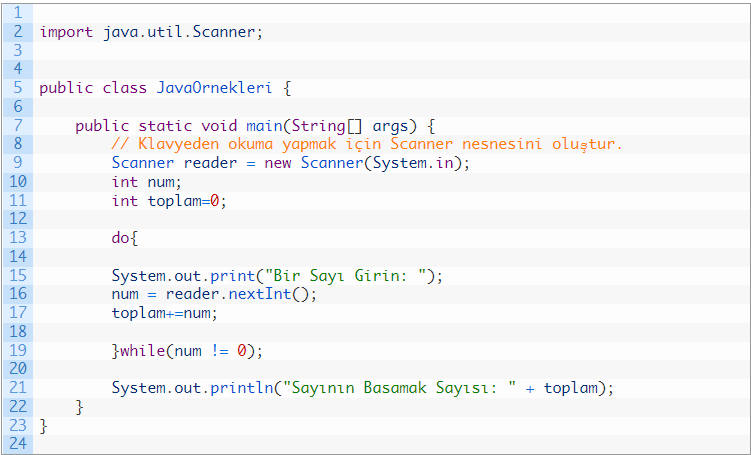 1
2 import java.util.Scanner;
3
4
5 public class JavaOrnekleri {
6
7 public static void main(String[] args) {
8 // Klavyeden okuma yapmak için Scanner nesnesini oluştur.
9 Scanner reader = new Scanner(System.in);
10 int num;
11 int toplam=0;
12
13 do{
14
15 System.out.print("Bir Sayı Girin: ");
16 num = reader.nextInt();
17 toplam+=num;
18
19 }while(num != 0);
20
21 System.out.println("Sayının Basamak Sayısı: " + toplam);
22 }
23 }
24